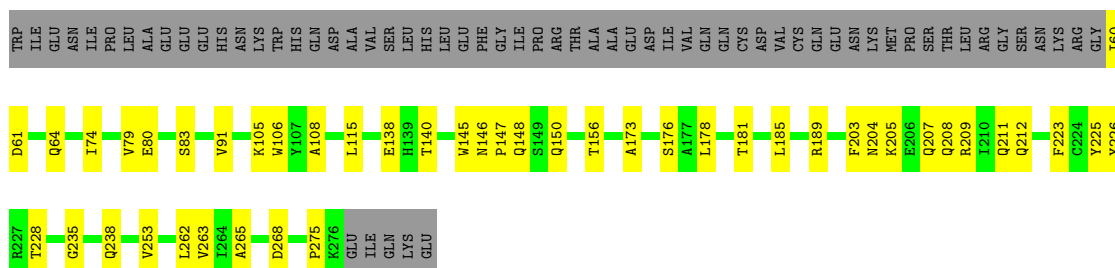 TRP ILE GLU ASN ILE PRO LEU ALA GLU GLU GLU HIS ASN LYS TRP HIS GLN ASP ALA VAL SER LEU HIS LEU GLU PHE GLY ILE PRO ARG THR ALA ALA GLU ASP ILE VAL GLN GLN CYS ASP VAL CYS GLN GLU ASN LYS MET PRO SER THR LEU ARG GLY SER ASN LYS ARG GLY I60
D61 Q64 I74 V79 E80 S83 V91 K105 W106 Y107 A108 L115 E138 H139 T140 W145 N146 P147 Q148 S149 Q150 T156 A173 S176 A177 L178 T181 L185 R189 F203 N204 K205 E206 Q207 Q208 R209 I210 Q211 Q212 F223 C224 Y225 Y226
R227 T228 G235 Q238 V253 L262 V263 I264 A265 D268 P275 K276 GLU ILE GLN LYS GLU